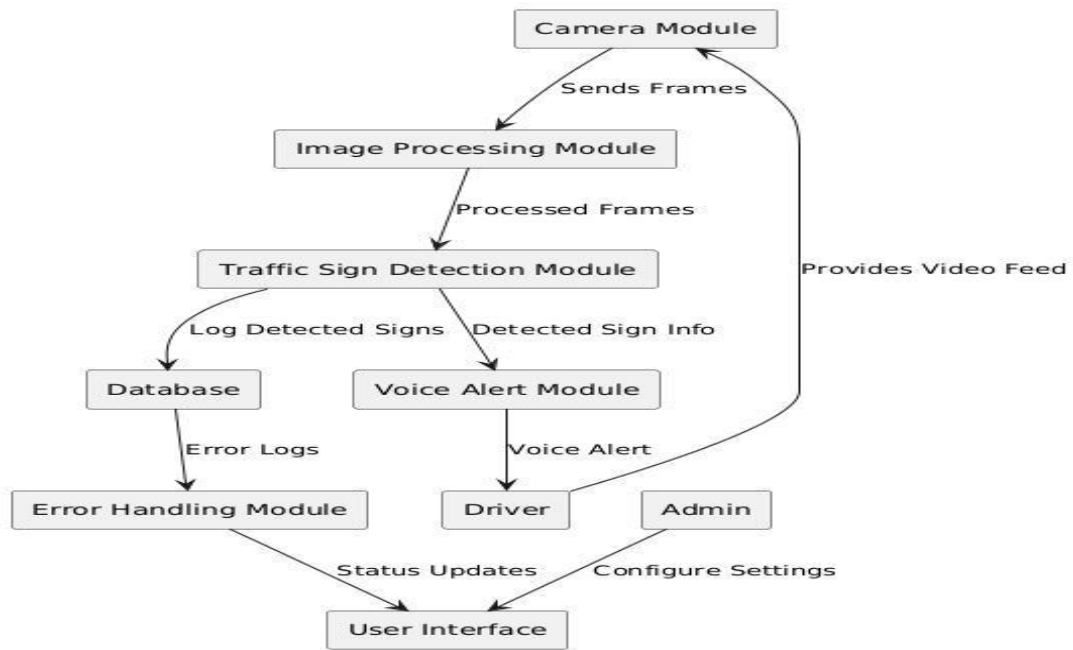 Camera Module
Sends Frames
Image Processing Module
Processed Frames
Traffic Sign Detection Module
Provides Video Feed
Log Detected Signs
Detected Sign Info
Database
Voice Alert Module
Error Logs
Voice Alert
Error Handling Module
Driver
Admin
Status Updates
Configure Settings
User Interface